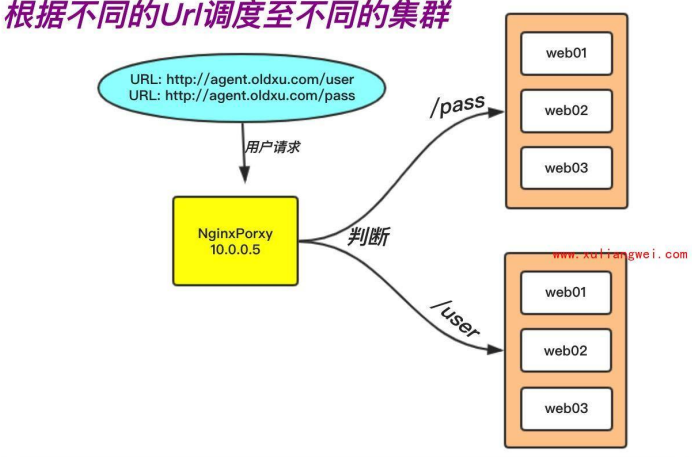 根据不同的Url调度至不同的集群
URL: http://agent.oldxu.com/user
URL: http://agent.oldxu.com/pass
用户请求
NginxPorxy
10.0.0.5
判断
/pass
/user
web01
web02
web03
www.xuliangwei.com
web01
web02
web03